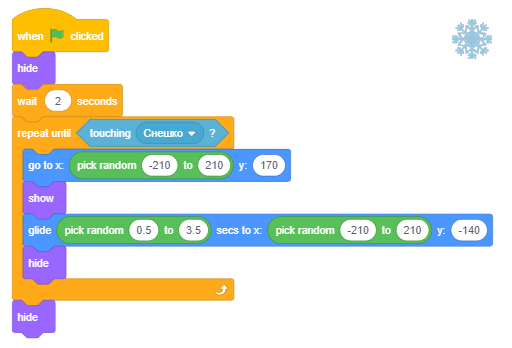 when clicked
hide
wait 2 seconds
repeat until touching Снешко ?
go to x: pick random -210 to 210 y: 170
show
glide pick random 0.5 to 3.5 secs to x: pick random -210 to 210 y: -140
hide
hide